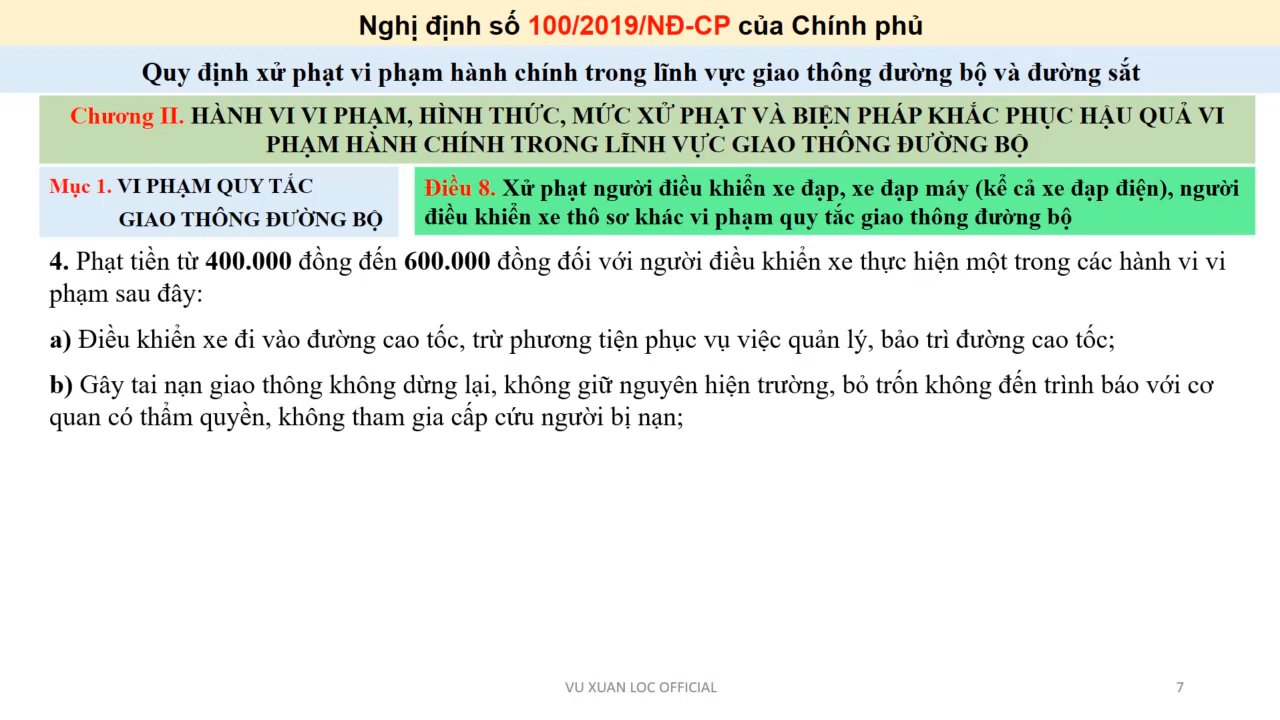 Nghị định số 100/2019/NĐ-CP của Chính phủ
Quy định xử phạt vi phạm hành chính trong lĩnh vực giao thông đường bộ và đường sắt
Chương II. HÀNH VI VI PHẠM, HÌNH THỨC, MỨC XỬ PHẠT VÀ BIỆN PHÁP KHẮC PHỤC HẬU QUẢ VI
PHẠM HÀNH CHÍNH TRONG LĨNH VỰC GIAO THÔNG ĐƯỜNG BỘ
Mục 1. VI PHẠM QUY TẮC
GIAO THÔNG ĐƯỜNG BỘ
Điều 8. Xử phạt người điều khiển xe đạp, xe đạp máy (kể cả xe đạp điện), người
điều khiển xe thô sơ khác vi phạm quy tắc giao thông đường bộ
4. Phạt tiền từ 400.000 đồng đến 600.000 đồng đối với người điều khiển xe thực hiện một trong các hành vi vi
phạm sau đây:
a) Điều khiển xe đi vào đường cao tốc, trừ phương tiện phục vụ việc quản lý, bảo trì đường cao tốc;
b) Gây tai nạn giao thông không dừng lại, không giữ nguyên hiện trường, bỏ trốn không đến trình báo với cơ
quan có thẩm quyền, không tham gia cấp cứu người bị nạn;
VU XUAN LOC OFFICIAL
7